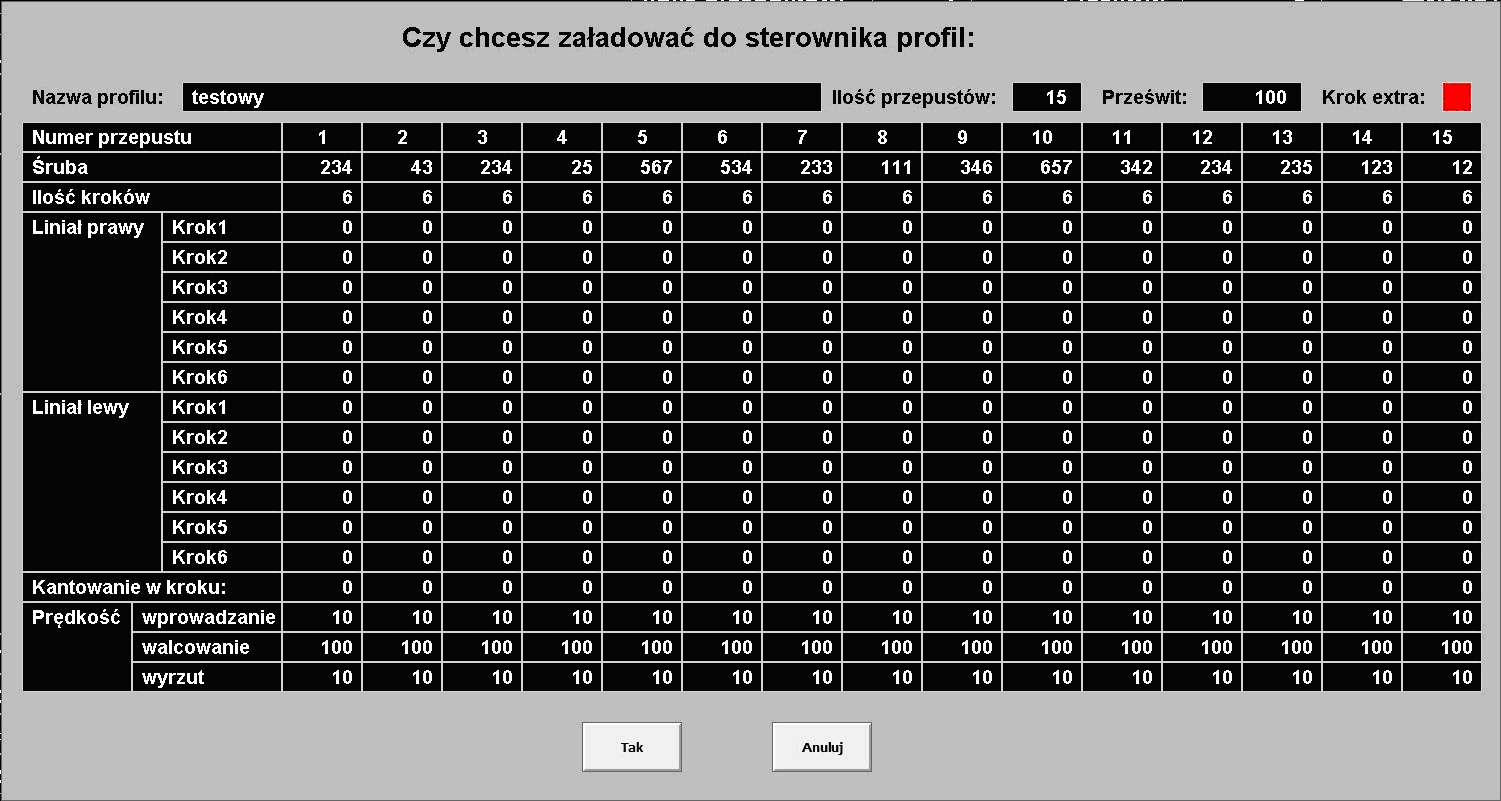 Czy chcesz załadować do sterownika profil:
Nazwa profilu: testowy Ilość przepustów: 15 Prześwit: 100 Krok extra:
Numer przepustu 1 2 3 4 5 6 7 8 9 10 11 12 13 14 15
Śruba 234 43 234 25 567 534 233 111 346 657 342 234 235 123 12
Ilość kroków 6 6 6 6 6 6 6 6 6 6 6 6 6 6 6
Liniał prawy Krok1 0 0 0 0 0 0 0 0 0 0 0 0 0 0 0
Krok2 0 0 0 0 0 0 0 0 0 0 0 0 0 0 0
Krok3 0 0 0 0 0 0 0 0 0 0 0 0 0 0 0
Krok4 0 0 0 0 0 0 0 0 0 0 0 0 0 0 0
Krok5 0 0 0 0 0 0 0 0 0 0 0 0 0 0 0
Krok6 0 0 0 0 0 0 0 0 0 0 0 0 0 0 0
Liniał lewy Krok1 0 0 0 0 0 0 0 0 0 0 0 0 0 0 0
Krok2 0 0 0 0 0 0 0 0 0 0 0 0 0 0 0
Krok3 0 0 0 0 0 0 0 0 0 0 0 0 0 0 0
Krok4 0 0 0 0 0 0 0 0 0 0 0 0 0 0 0
Krok5 0 0 0 0 0 0 0 0 0 0 0 0 0 0 0
Krok6 0 0 0 0 0 0 0 0 0 0 0 0 0 0 0
Kantowanie w kroku: 0 0 0 0 0 0 0 0 0 0 0 0 0 0 0
Prędkość wprowadzanie 10 10 10 10 10 10 10 10 10 10 10 10 10 10 10
walcowanie 100 100 100 100 100 100 100 100 100 100 100 100 100 100 100
wyrzut 10 10 10 10 10 10 10 10 10 10 10 10 10 10 10
Tak Anuluj